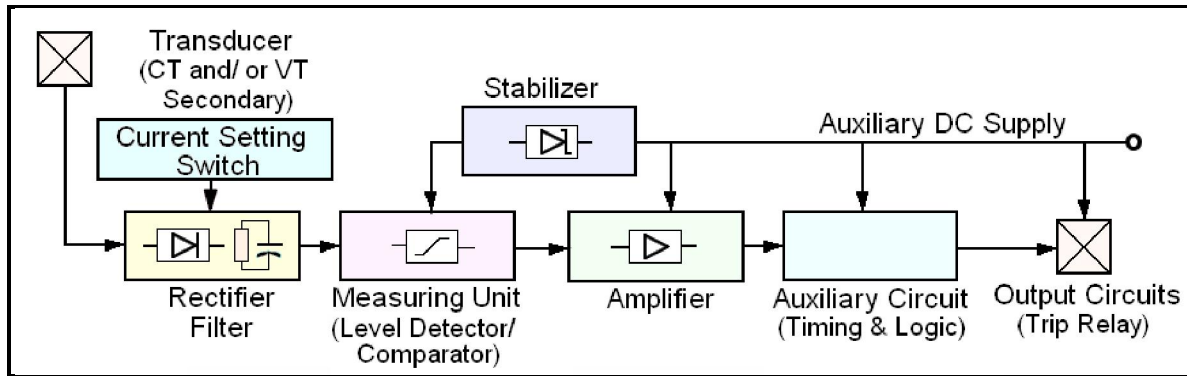 Transducer
(CT and/ or VT
Secondary)
Current Setting
Switch
Stabilizer
Auxiliary DC Supply
Rectifier
Filter
Measuring Unit
(Level Detector/
Comparator)
Amplifier
Auxiliary Circuit
(Timing & Logic)
Output Circuits
(Trip Relay)